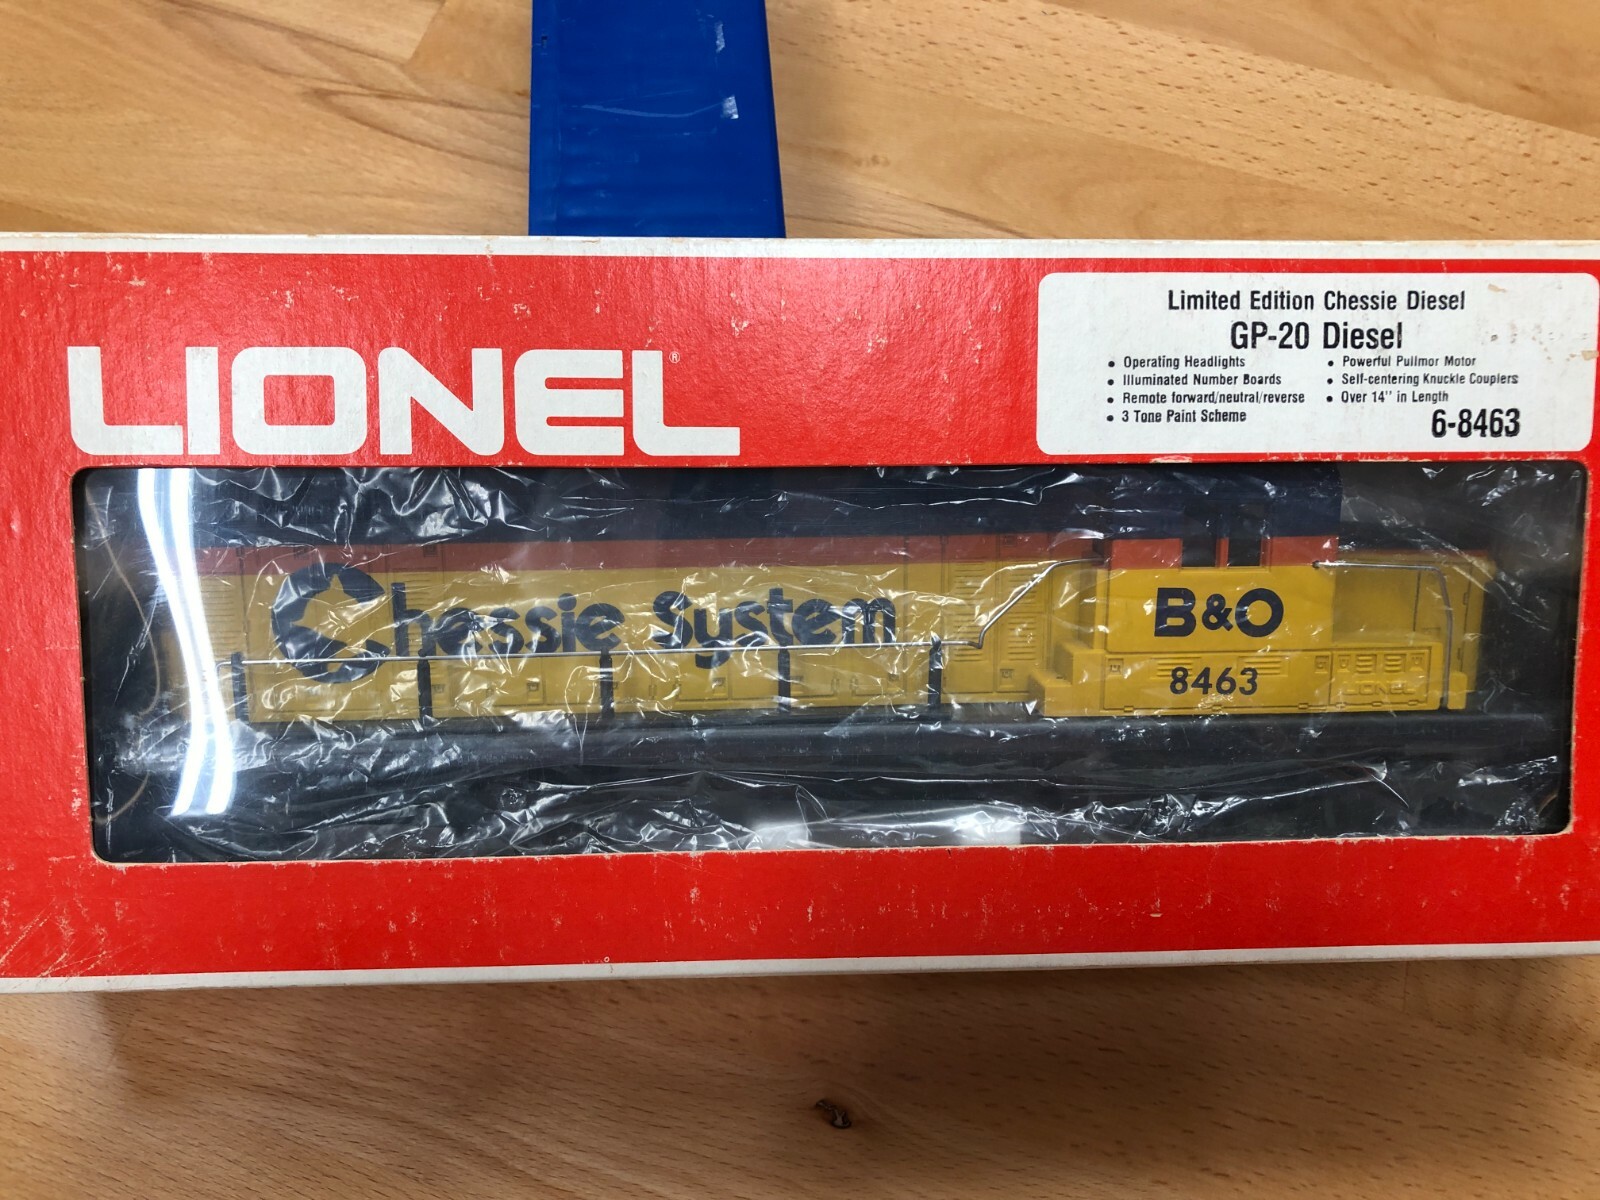 LIONEL®
Limited Edition Chessie Diesel
GP-20 Diesel
• Operating Headlights
• Illuminated Number Boards
• Remote forward/neutral/reverse
• 3 Tone Paint Scheme
• Powerful Pullmor Motor
• Self-centering Knuckle Couplers
• Over 14" in Length
6-8463
Chessie System
B&O
8463
LIONEL